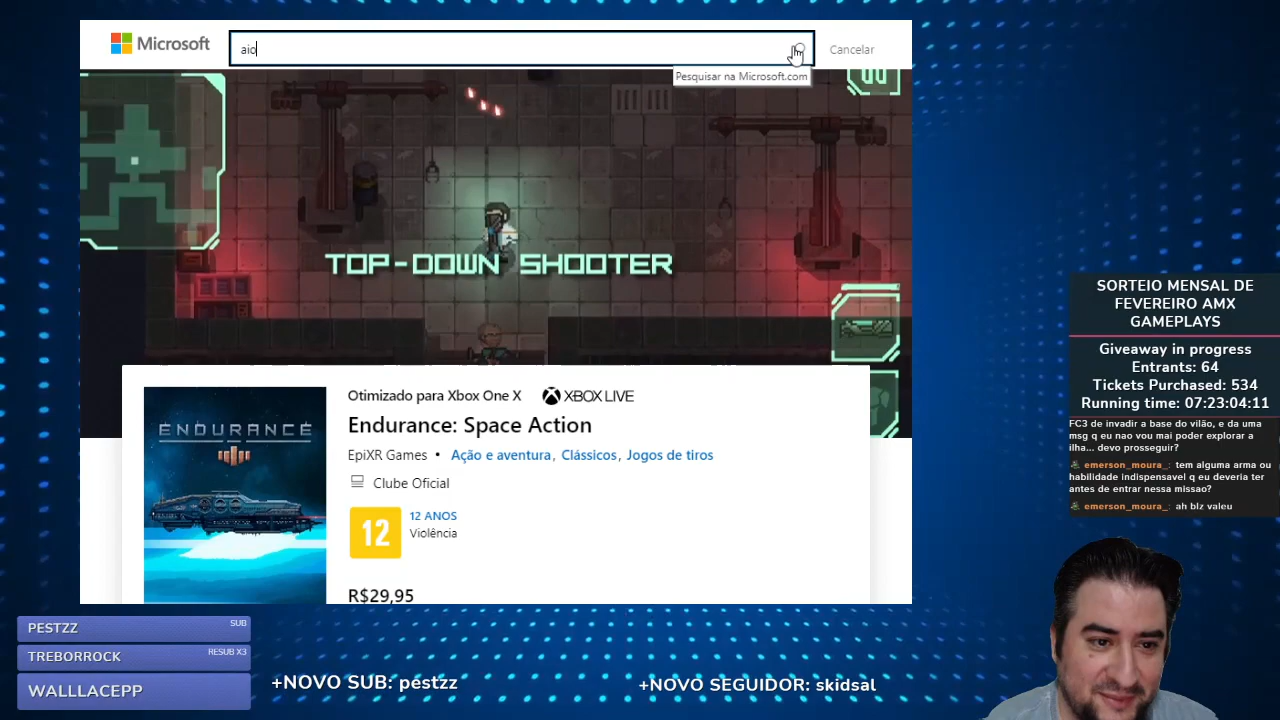 Microsoft
aio
Cancelar
Pesquisar na Microsoft.com
TOP-DOWN SHOOTER
ENDURANCE
Otimizado para Xbox One X
XBOX LIVE
Endurance: Space Action
EpiXR Games • Ação e aventura, Clássicos, Jogos de tiros
Clube Oficial
12
12 ANOS
Violência
R$29,95
SORTEIO MENSAL DE
FEVEREIRO AMX
GAMEPLAYS
Giveaway in progress
Entrants: 64
Tickets Purchased: 534
Running time: 07:23:04:11
FC3 de invadir a base do vilão, e da uma
msg q eu nao vou mai poder explorar a
ilha... devo prosseguir?
emerson_moura_: tem alguma arma ou
habilidade indispensavel q eu deveria ter
antes de entrar nessa missao?
emerson_moura_: ah blz valeu
PESTZZ SUB
TREBORROCK RESUB X3
WALLLACEPP
+NOVO SUB: pestzz
+NOVO SEGUIDOR: skidsal